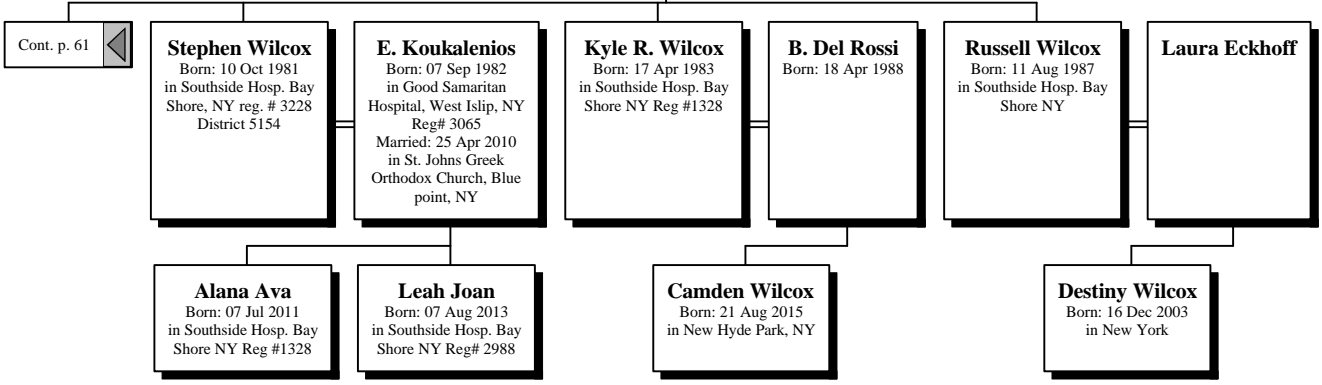 Cont. p. 61
Stephen Wilcox
Born: 10 Oct 1981
in Southside Hosp. Bay
Shore, NY reg. # 3228
District 5154
E. Koukalenios
Born: 07 Sep 1982
in Good Samaritan
Hospital, West Islip, NY
Reg# 3065
Married: 25 Apr 2010
in St. Johns Greek
Orthodox Church, Blue
point, NY
Kyle R. Wilcox
Born: 17 Apr 1983
in Southside Hosp. Bay
Shore NY Reg #1328
B. Del Rossi
Born: 18 Apr 1988
Russell Wilcox
Born: 11 Aug 1987
in Southside Hosp. Bay
Shore NY
Laura Eckhoff
Alana Ava
Born: 07 Jul 2011
in Southside Hosp. Bay
Shore NY Reg #1328
Leah Joan
Born: 07 Aug 2013
in Southside Hosp. Bay
Shore NY Reg# 2988
Camden Wilcox
Born: 21 Aug 2015
in New Hyde Park, NY
Destiny Wilcox
Born: 16 Dec 2003
in New York